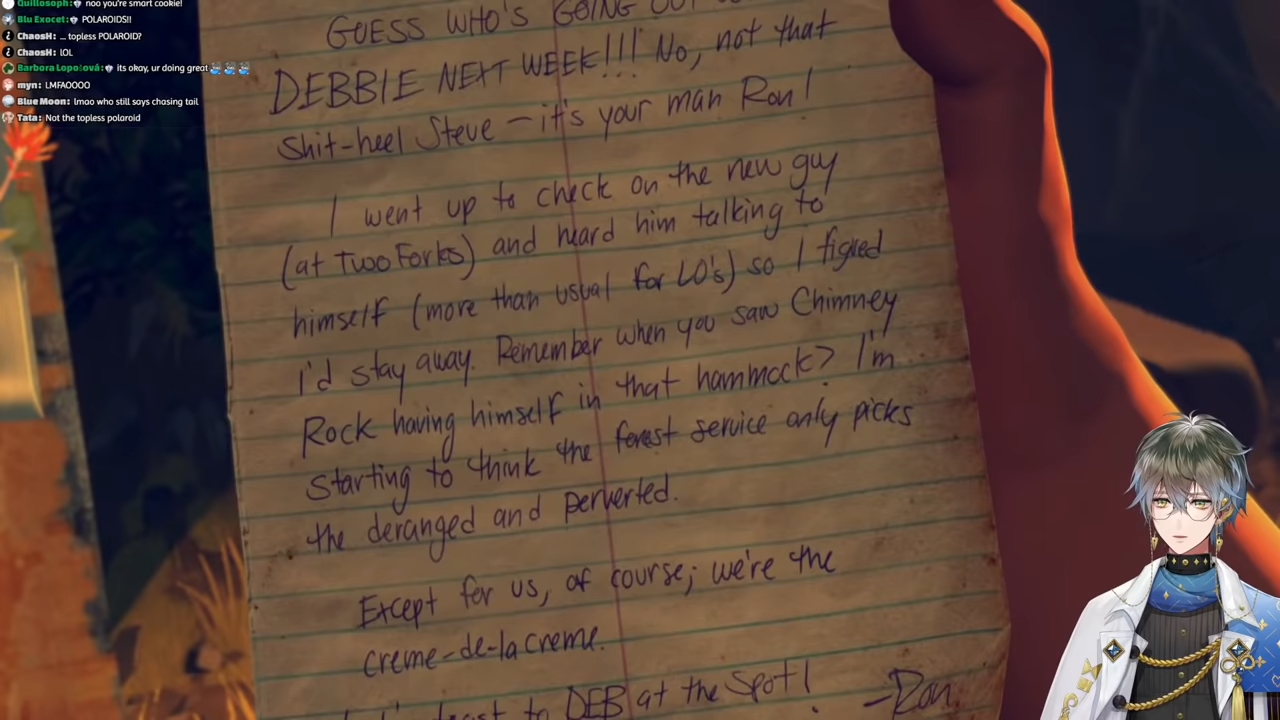 Quillosoph: noo you're smart cookie!
Blu Exocet: POLAROIDS!!
ChaosH: ... topless POLAROID?
ChaosH: lOL
Barbora Lopošová: its okay, ur doing great
myn: LMFAOOOO
Blue Moon: lmao who still says chasing tail
Tata: Not the topless polaroid
GUESS WHO'S GOING OUT
DEBBIE NEXT WEEK!!! No, not that
Shit-heel Steve - it's your man Ron!
I went up to check on the new guy
(at Two Forks) and heard him talking to
himself (more than usual for LO's) so I figred
i'd stay away. Remember when you saw Chimney
Rock having himself in that hammock? I'm
starting to think the forest service only picks
the deranged and perverted.
Except for us, of course; we're the
creme-de-la creme.
to DEB at the Spot!
-Ron